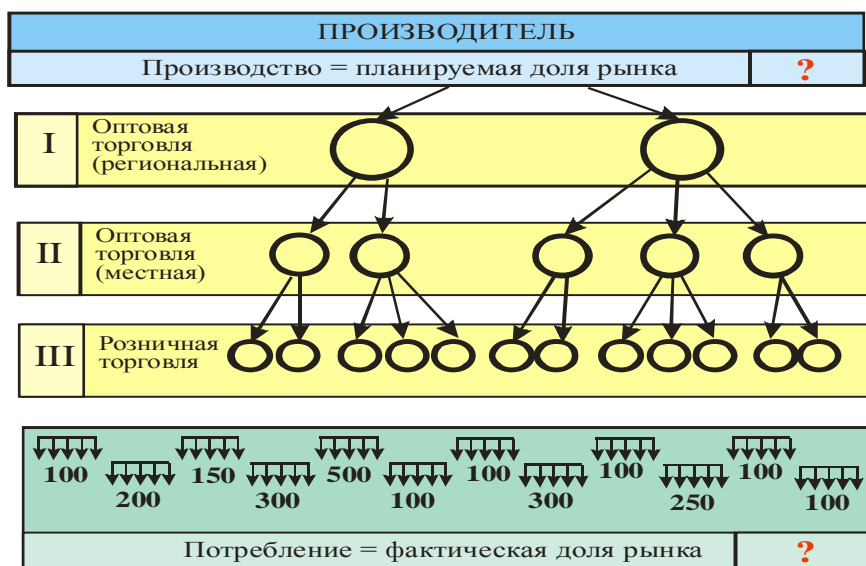 ПРОИЗВОДИТЕЛЬ
Производство = планируемая доля рынка ?
I Оптовая
торговля
(региональная)
II Оптовая
торговля
(местная)
III Розничная
торговля
100 200 150 300 500 100 100 300 100 250 100 100
Потребление = фактическая доля рынка ?